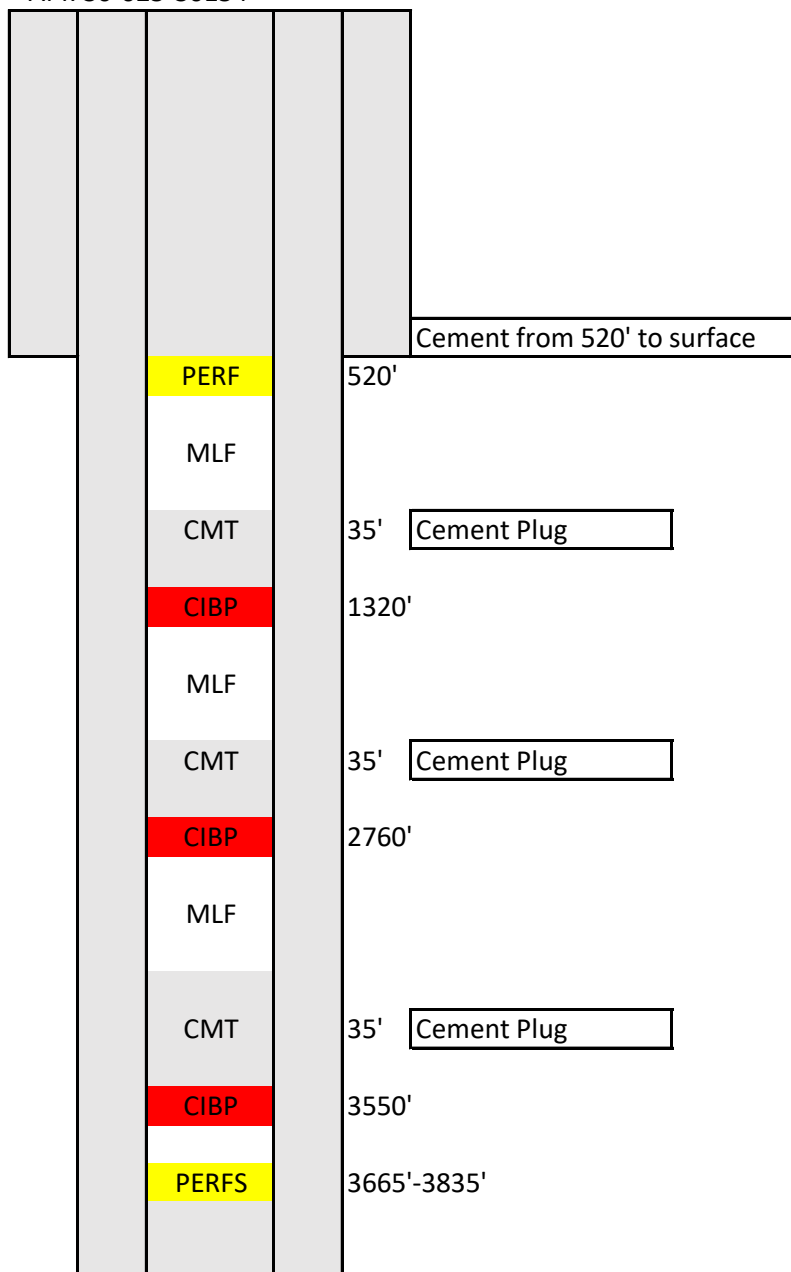 Cement from 520' to surface
PERF 520'
MLF
CMT 35' Cement Plug
CIBP 1320'
MLF
CMT 35' Cement Plug
CIBP 2760'
MLF
CMT 35' Cement Plug
CIBP 3550'
PERFS 3665'-3835'